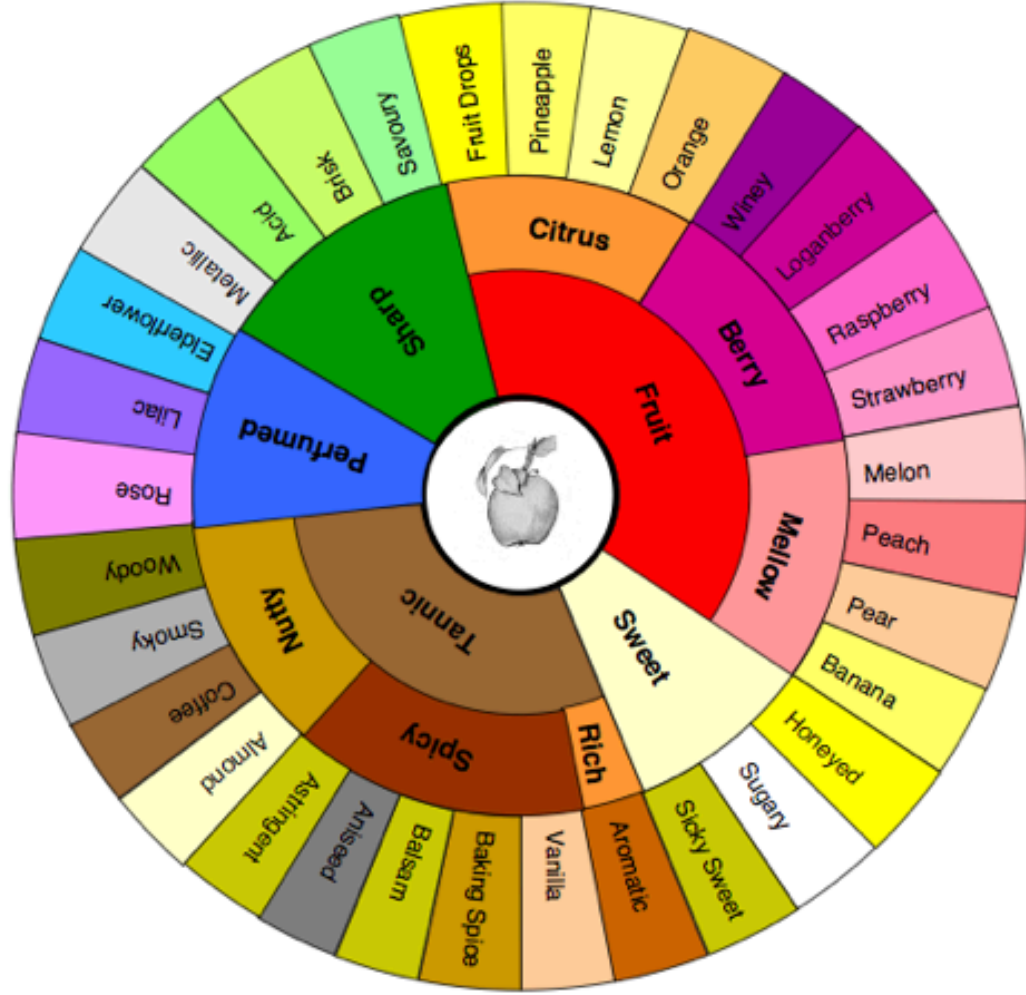 Fruit
Citrus
Fruit Drops
Pineapple
Lemon
Orange
Berry
Winey
Loganberry
Raspberry
Strawberry
Mellow
Melon
Peach
Pear
Banana
Sweet
Honeyed
Sugary
Sicky Sweet
Tannic
Rich
Aromatic
Spicy
Vanilla
Baking Spice
Balsam
Aniseed
Astringent
Nutty
Almond
Coffee
Smoky
Woody
Perfumed
Rose
Lilac
Elderflower
Sharp
Metallic
Acid
Brisk
Savoury